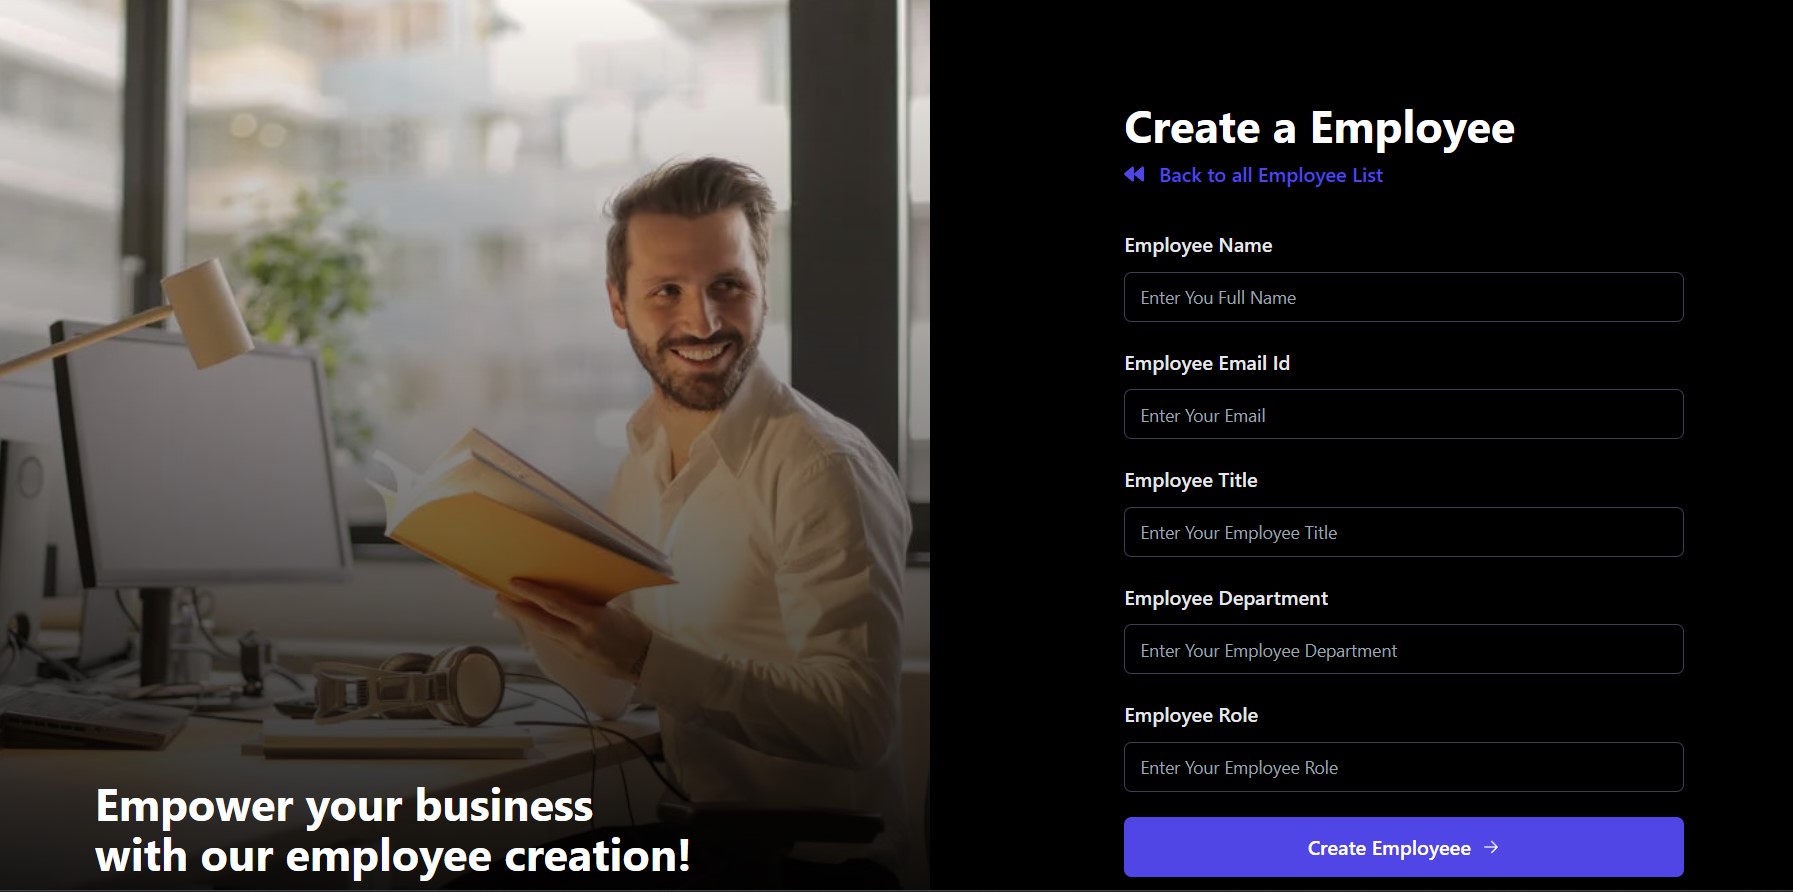 Empower your business
with our employee creation!
Create a Employee
Back to all Employee List
Employee Name
Enter You Full Name
Employee Email Id
Enter Your Email
Employee Title
Enter Your Employee Title
Employee Department
Enter Your Employee Department
Employee Role
Enter Your Employee Role
Create Employeee →